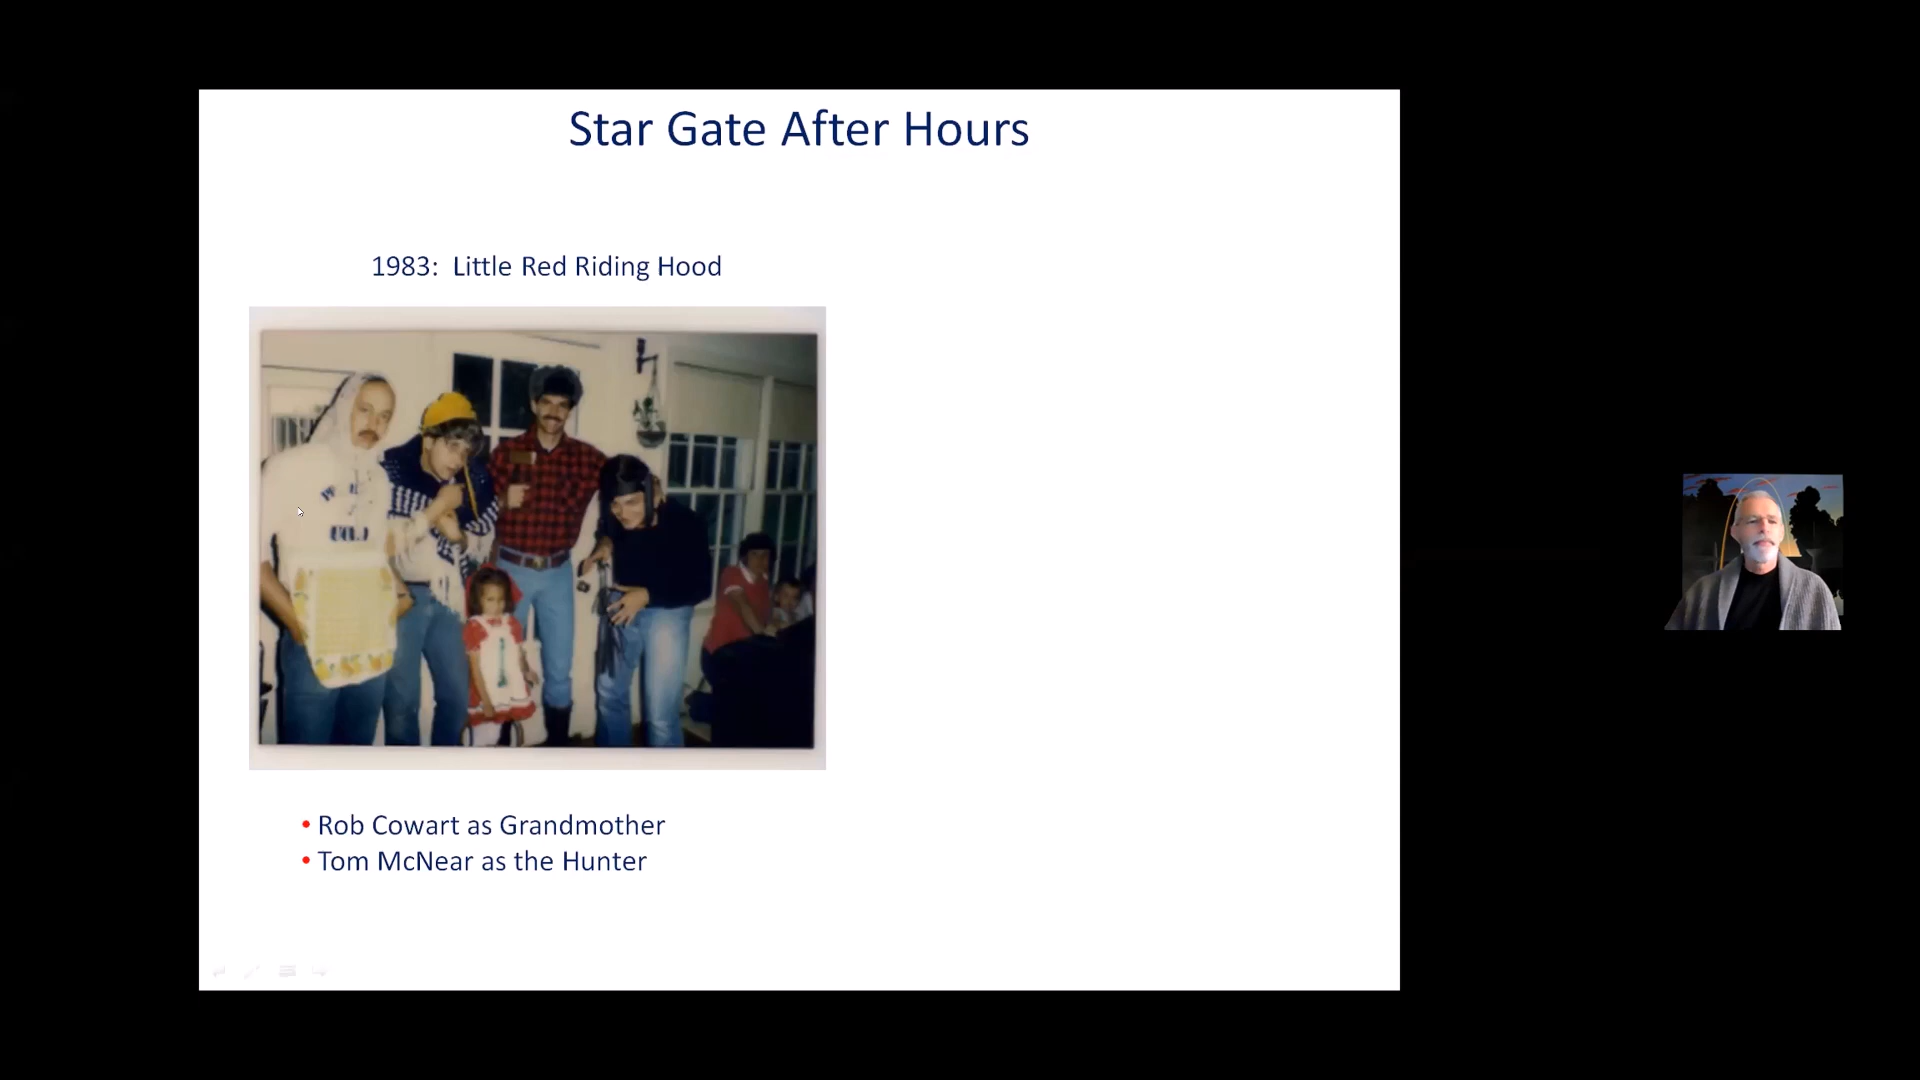 Star Gate After Hours
1983: Little Red Riding Hood
• Rob Cowart as Grandmother
• Tom McNear as the Hunter